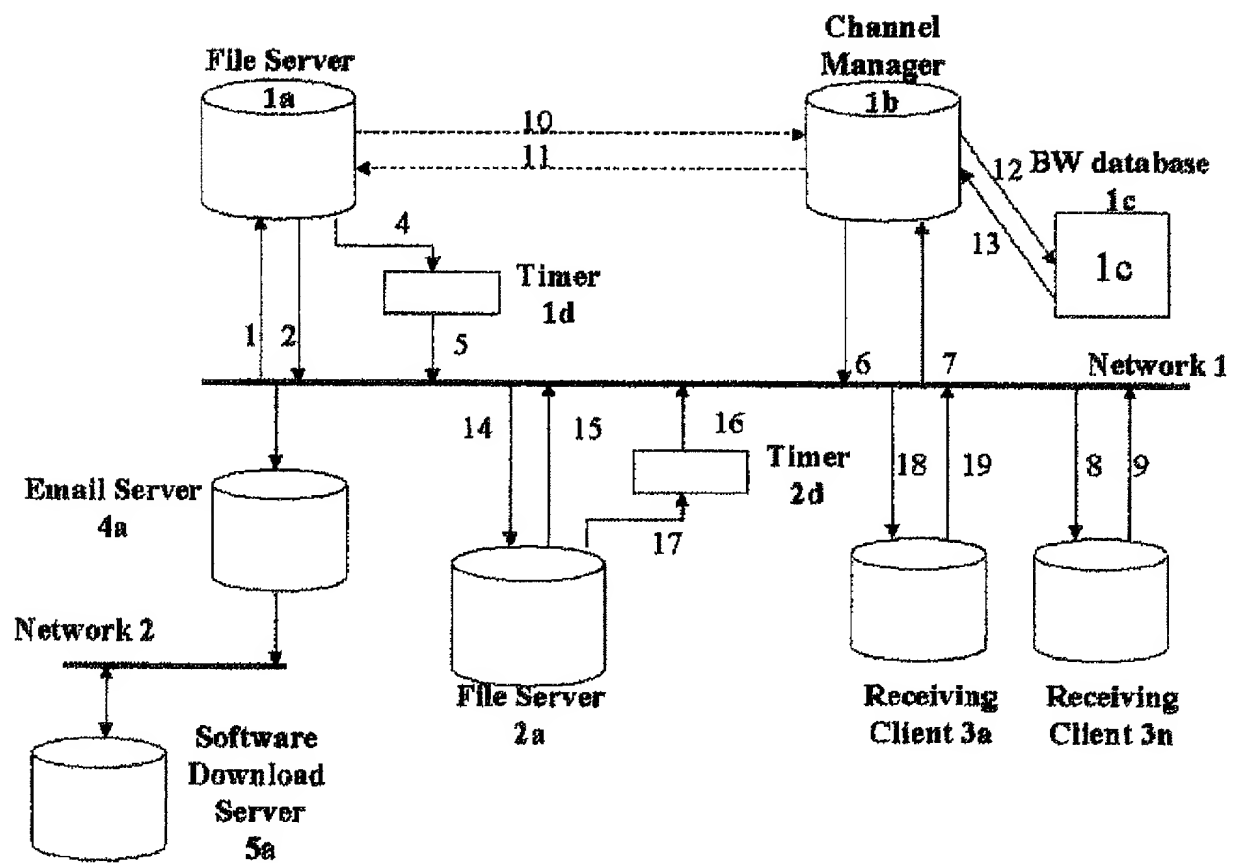 Channel
Manager
1b
File Server
1a
10
11
12
BW database
1c
13
1c
4
Timer
1d
1
2
5
6
7
Network 1
14
15
16
Timer
2d
18
19
8
9
Email Server
4a
17
Network 2
File Server
2a
Receiving
Client 3a
Receiving
Client 3n
Software
Download
Server
5a